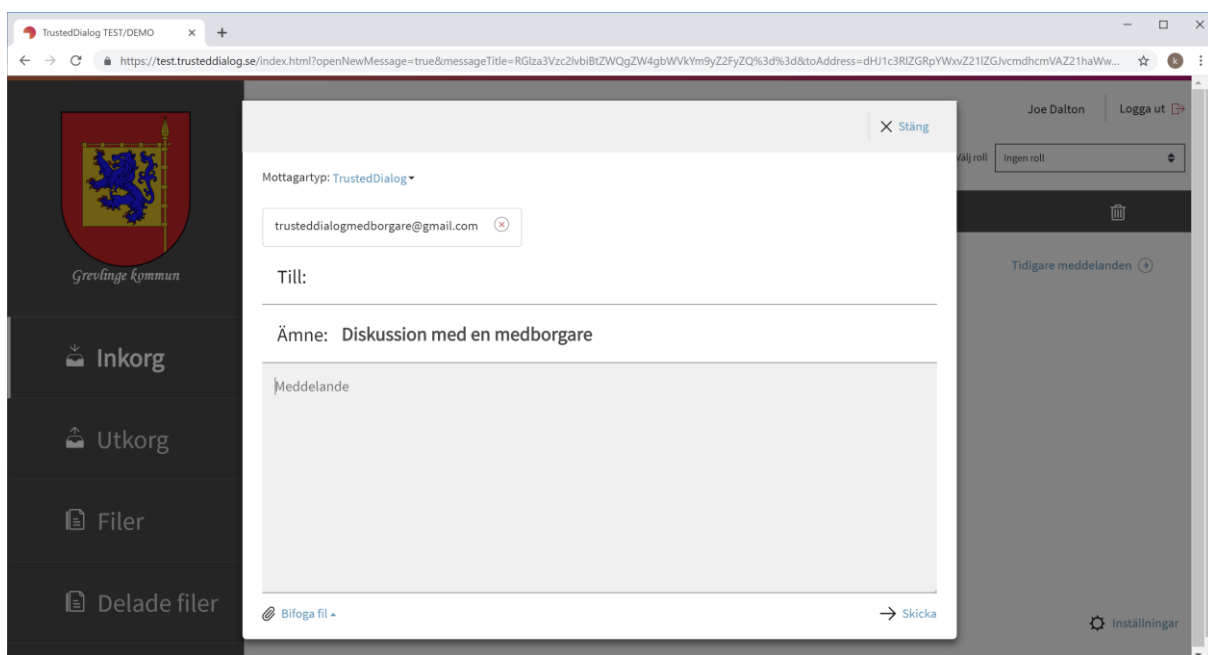 TrustedDialog TEST/DEMO
https://test.trusteddialog.se/index.html?openNewMessage=true&messageTitle=RGlza3Vzc2lvbiBtZWQgZW4gbWVkYm9yZ2FyZQ%3d%3d&toAddress=dHJ1c3RlZGRpYWxvZ21lZGJvcmdhcmVAZ21haWw...
k
Joe Dalton
Logga ut
Stäng
Välj roll
Ingen roll
Mottagartyp: TrustedDialog
trusteddialogmedborgare@gmail.com
Grevlinge kommun
Till:
Tidigare meddelanden
Ämne: Diskussion med en medborgare
Inkorg
Meddelande
Utkorg
Filer
Delade filer
Bifoga fil
Skicka
Inställningar